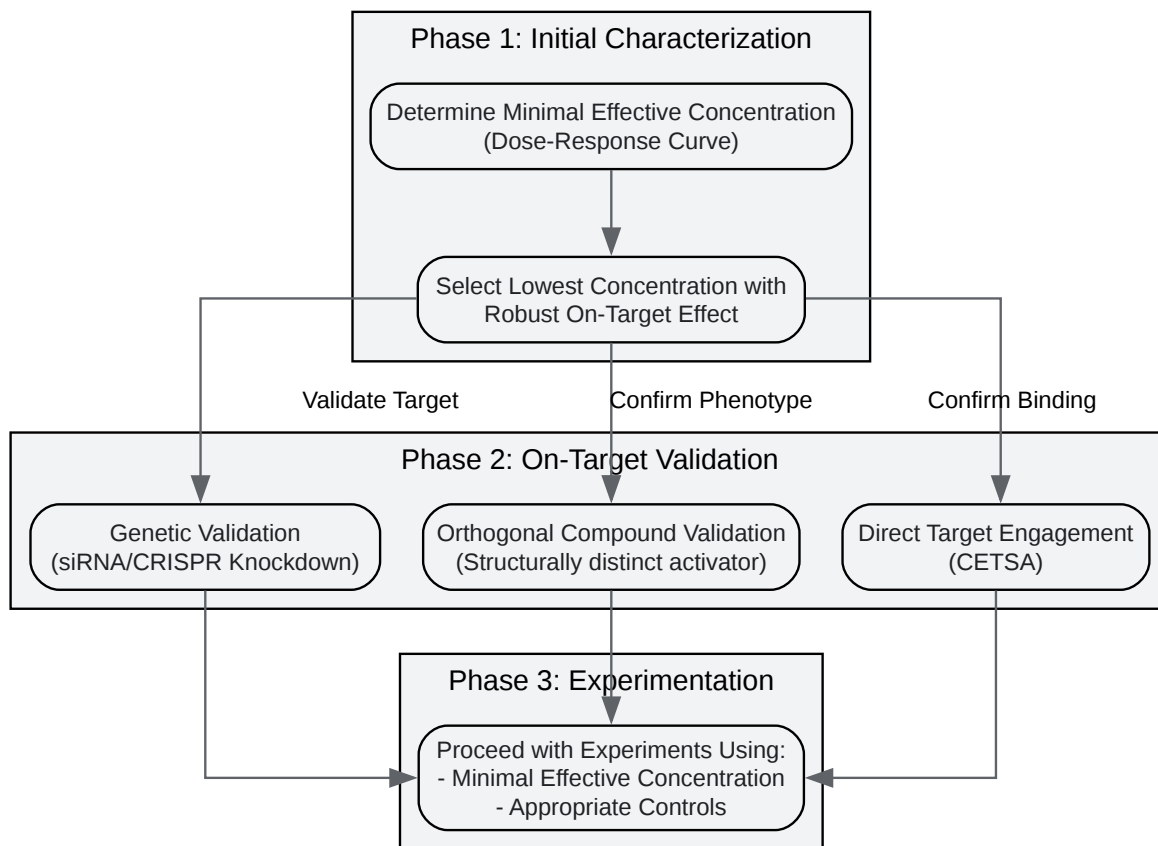 Phase 1: Initial Characterization
Determine Minimal Effective Concentration
(Dose-Response Curve)
Select Lowest Concentration with
Robust On-Target Effect
Validate Target
Confirm Phenotype
Confirm Binding
Phase 2: On-Target Validation
Genetic Validation
(siRNA/CRISPR Knockdown)
Orthogonal Compound Validation
(Structurally distinct activator)
Direct Target Engagement
(CETSA)
Phase 3: Experimentation
Proceed with Experiments Using:
- Minimal Effective Concentration
- Appropriate Controls